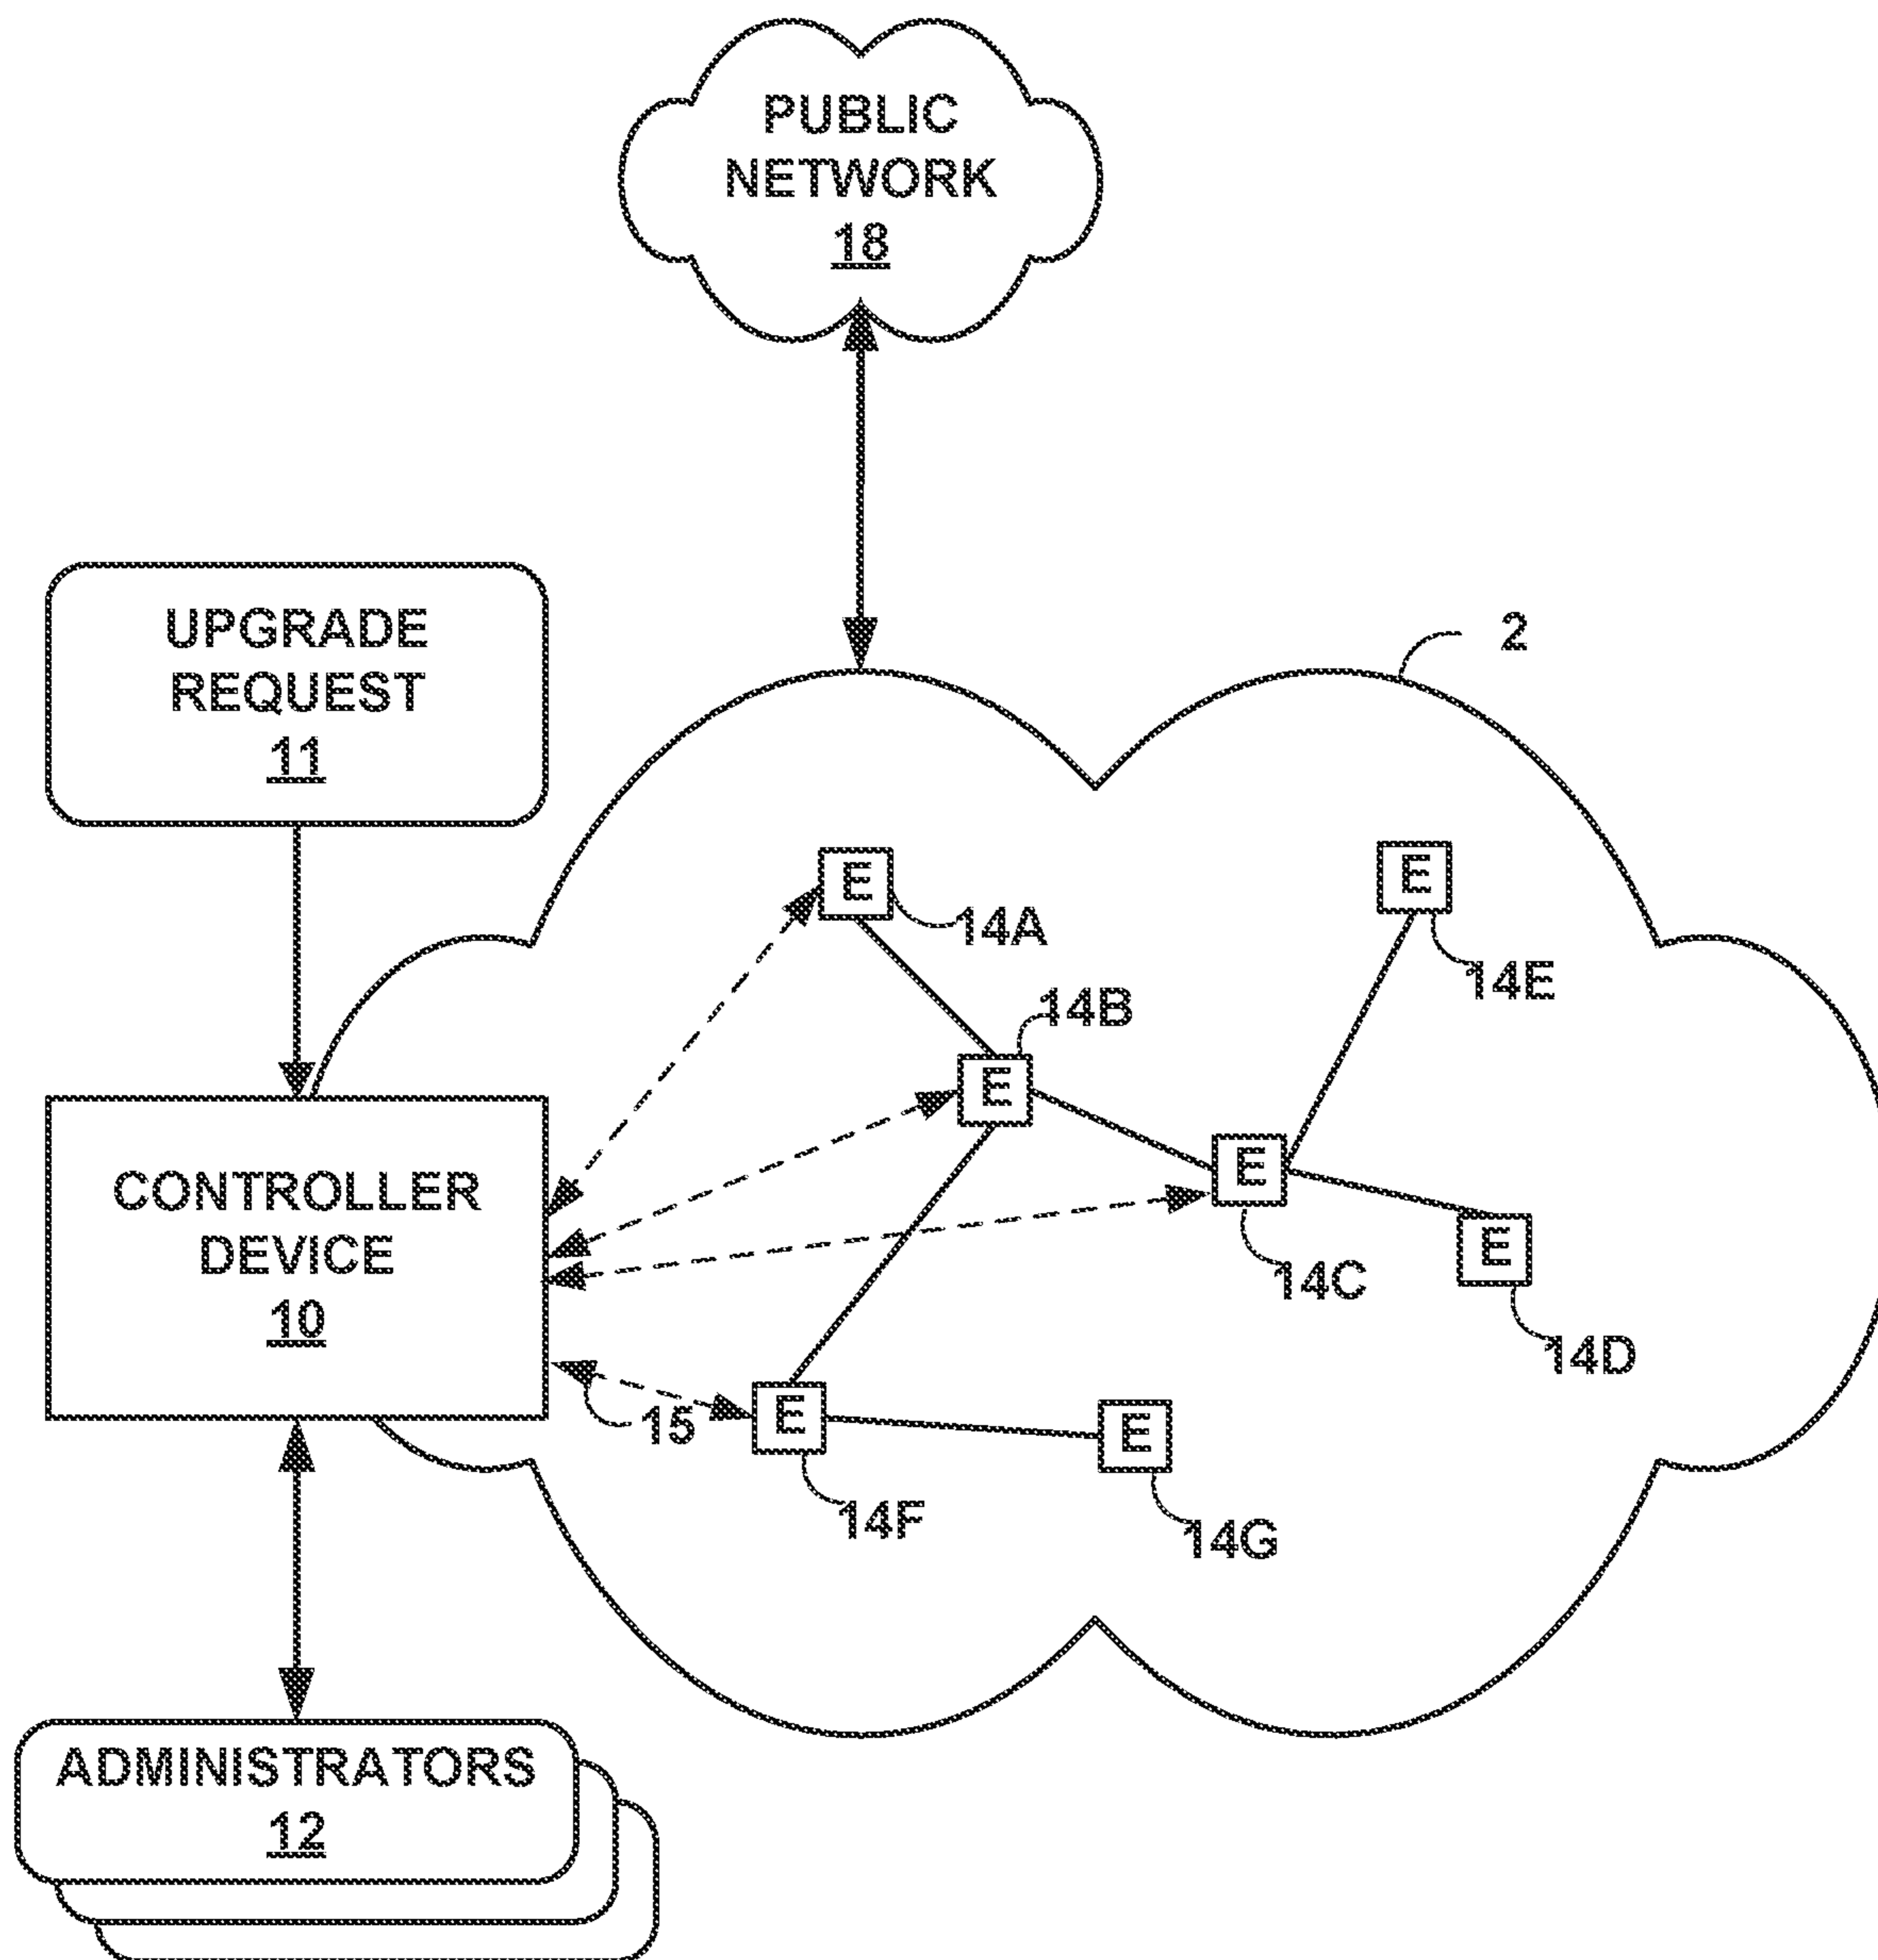 PUBLIC
NETWORK
18
UPGRADE
REQUEST
11
2
E
14A
E
14E
14B
E
E
14C
E
14D
CONTROLLER
DEVICE
10
15
E
14F
E
14G
ADMINISTRATORS
12